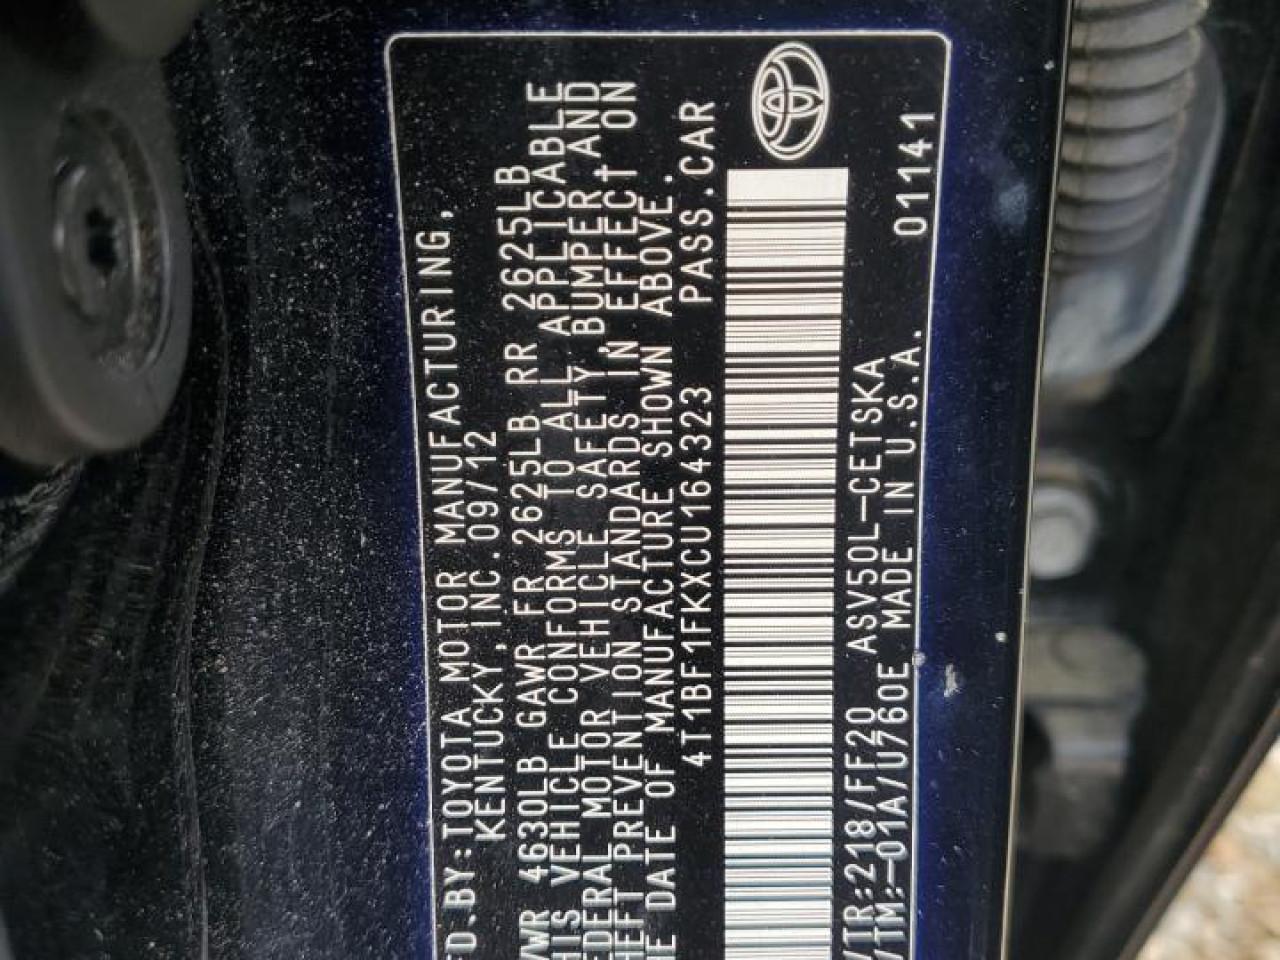 FD.BY:TOYOTA MOTOR MANUFACTURING,
KENTUCKY,INC.09/12
VWR 4630LB GAWR FR 2625LB RR 2625LB
HIS VEHICLE CONFORMS TO ALL APPLICABLE
EDERAL MOTOR VEHICLE SAFETY,BUMPER,AND
HEFT PREVENTION STANDARDS IN EFFECT ON
HE DATE OF MANUFACTURE SHOWN ABOVE.
4T1BF1FKXCU164323 PASS.CAR
/TR:218/FF20 ASV50L-CETSKA
/TM:-01A/U760E MADE IN U.S.A. 01141